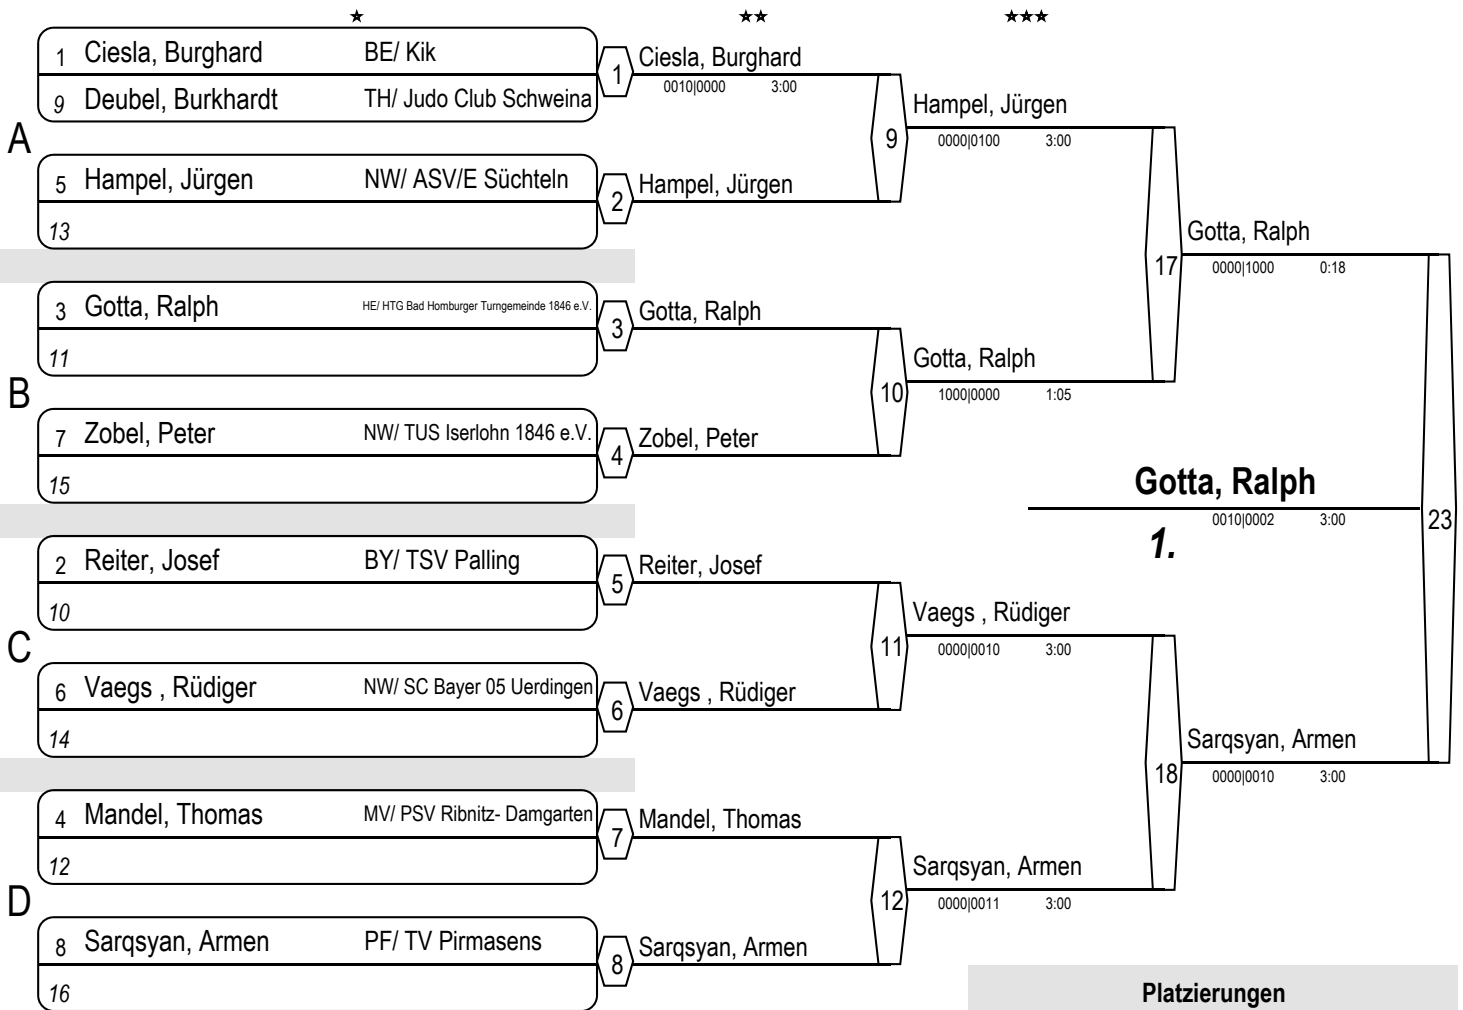 ★ ★★ ★★★
1 Ciesla, Burghard BE/ Kik
9 Deubel, Burkhardt TH/ Judo Club Schweina
A
5 Hampel, Jürgen NW/ ASV/E Süchteln
13
3 Gotta, Ralph HE/ HTG Bad Homburger Turngemeinde 1846 e.V.
11
B
7 Zobel, Peter NW/ TUS Iserlohn 1846 e.V.
15
2 Reiter, Josef BY/ TSV Palling
10
C
6 Vaegs , Rüdiger NW/ SC Bayer 05 Uerdingen
14
4 Mandel, Thomas MV/ PSV Ribnitz- Damgarten
12
D
8 Sarqsyan, Armen PF/ TV Pirmasens
16
1 Ciesla, Burghard
0010|0000 3:00
2 Hampel, Jürgen
3 Gotta, Ralph
4 Zobel, Peter
5 Reiter, Josef
6 Vaegs , Rüdiger
7 Mandel, Thomas
8 Sarqsyan, Armen
9 Hampel, Jürgen
0000|0100 3:00
10 Gotta, Ralph
1000|0000 1:05
11 Vaegs , Rüdiger
0000|0010 3:00
12 Sarqsyan, Armen
0000|0011 3:00
17 Gotta, Ralph
0000|1000 0:18
18 Sarqsyan, Armen
0000|0010 3:00
Gotta, Ralph
0010|0002 3:00
23
1.
Platzierungen